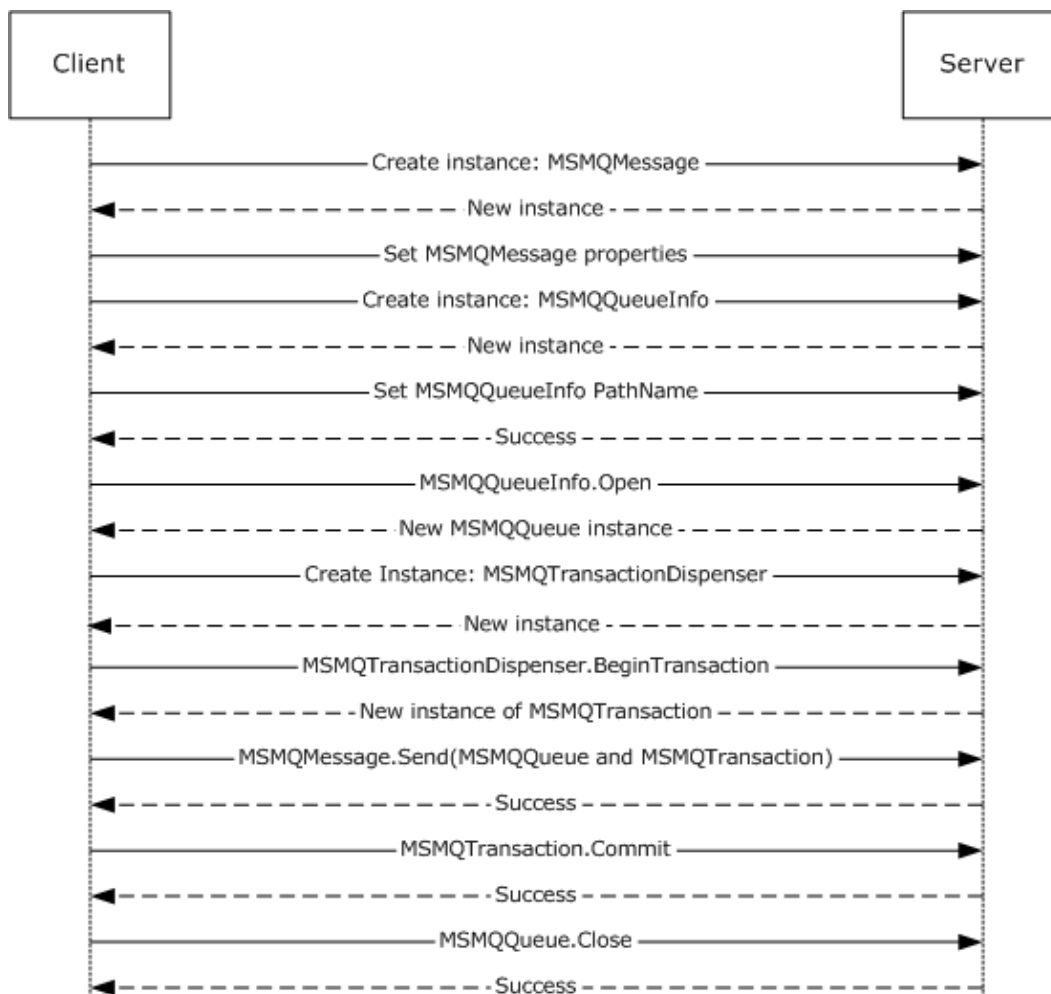 Client
Server
Create instance: MSMQMessage
New instance
Set MSMQMessage properties
Create instance: MSMQQueueInfo
New instance
Set MSMQQueueInfo PathName
Success
MSMQQueueInfo.Open
New MSMQQueue instance
Create Instance: MSMQTransactionDispenser
New instance
MSMQTransactionDispenser.BeginTransaction
New instance of MSMQTransaction
MSMQMessage.Send(MSMQQueue and MSMQTransaction)
Success
MSMQTransaction.Commit
Success
MSMQQueue.Close
Success